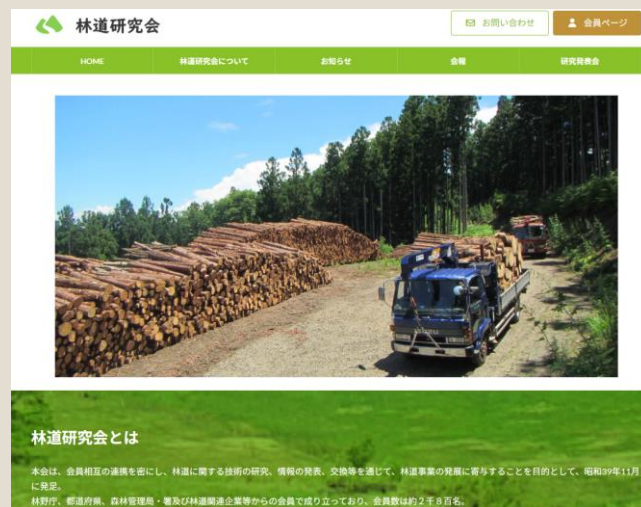 林道研究会
お問い合わせ
会員ページ
HOME
林道研究会について
お知らせ
会報
研究発表会
林道研究会とは
本会は、会員相互の連携を密にし、林道に関する技術の研究、情報の発表、交換等を通じて、林道事業の発展に寄与することを目的として、昭和39年11月
に発足。
林野庁、都道府県、森林管理局・署及び林道関連企業等からの会員で成り立っており、会員数は約２千８百名。